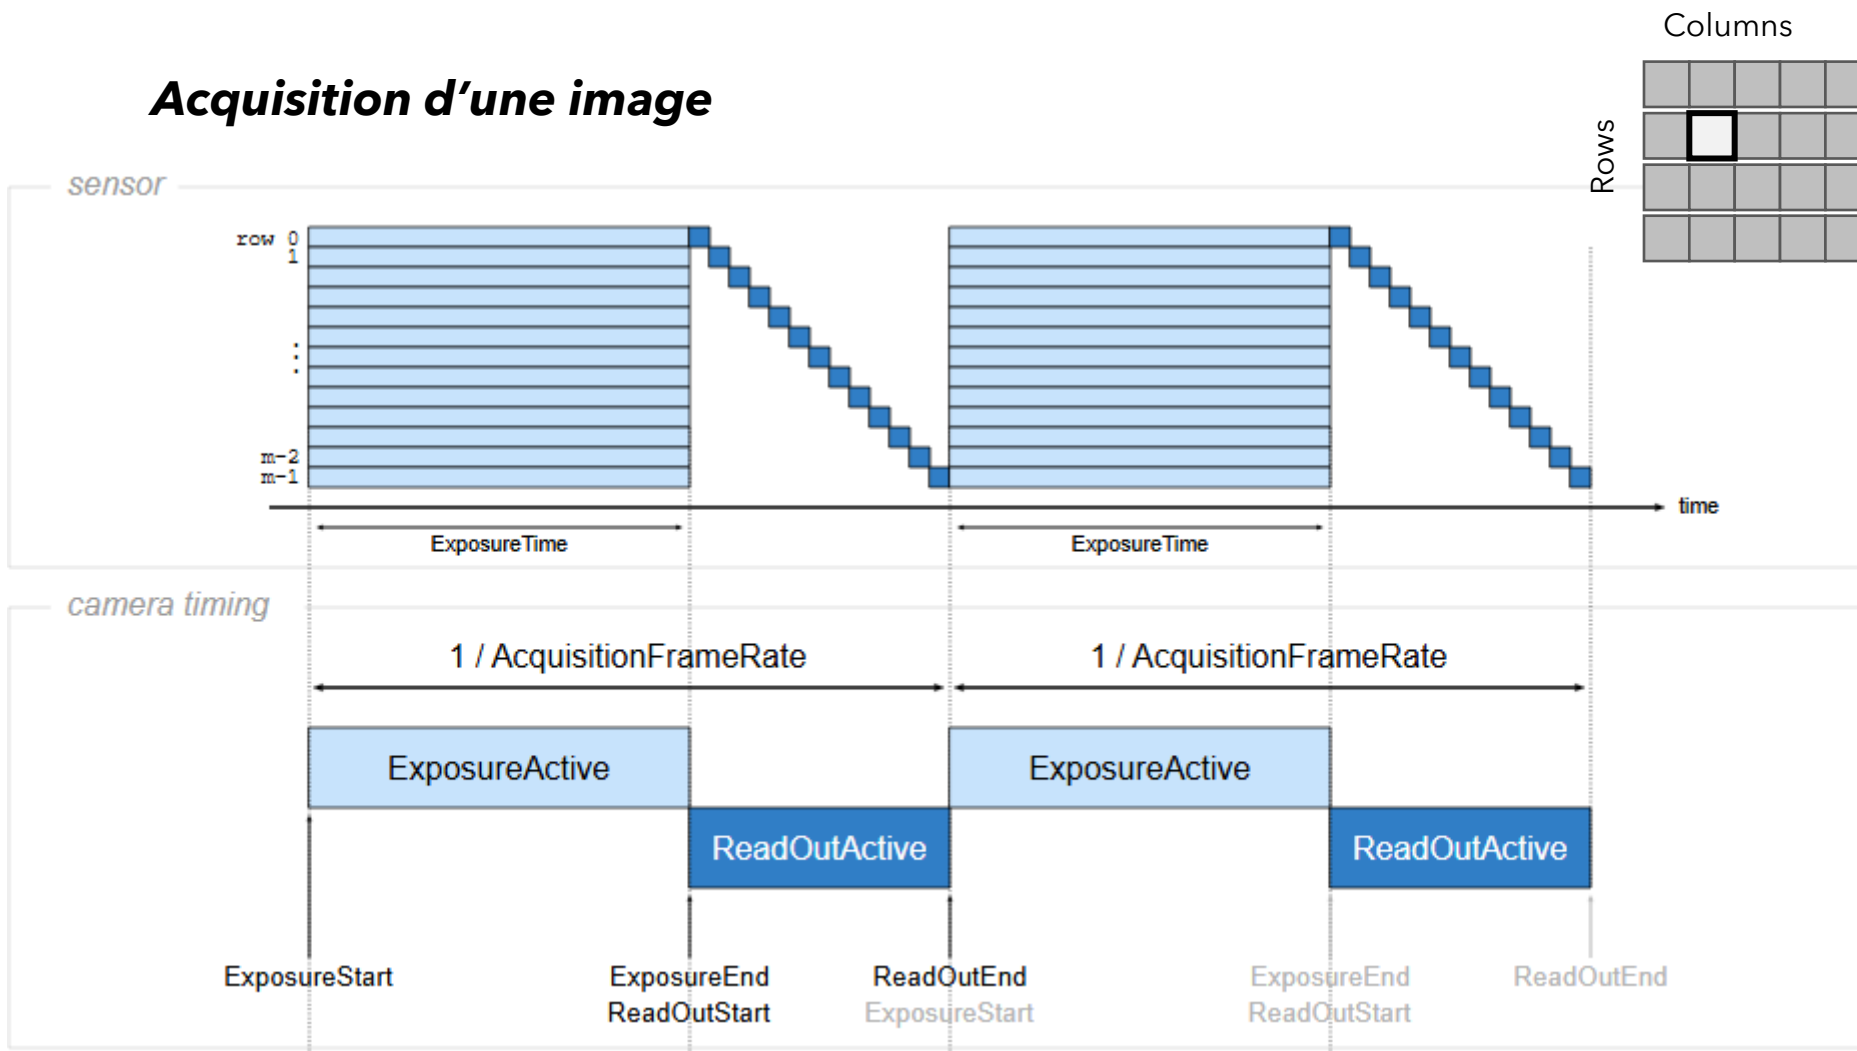 Columns
Acquisition d’une image
Rows
sensor
row 0
1
⋮
m-2
m-1
time
ExposureTime
ExposureTime
camera timing
1 / AcquisitionFrameRate
1 / AcquisitionFrameRate
ExposureActive
ExposureActive
ReadOutActive
ReadOutActive
ExposureStart
ExposureEnd
ReadOutStart
ReadOutEnd
ExposureStart
ExposureEnd
ReadOutStart
ReadOutEnd